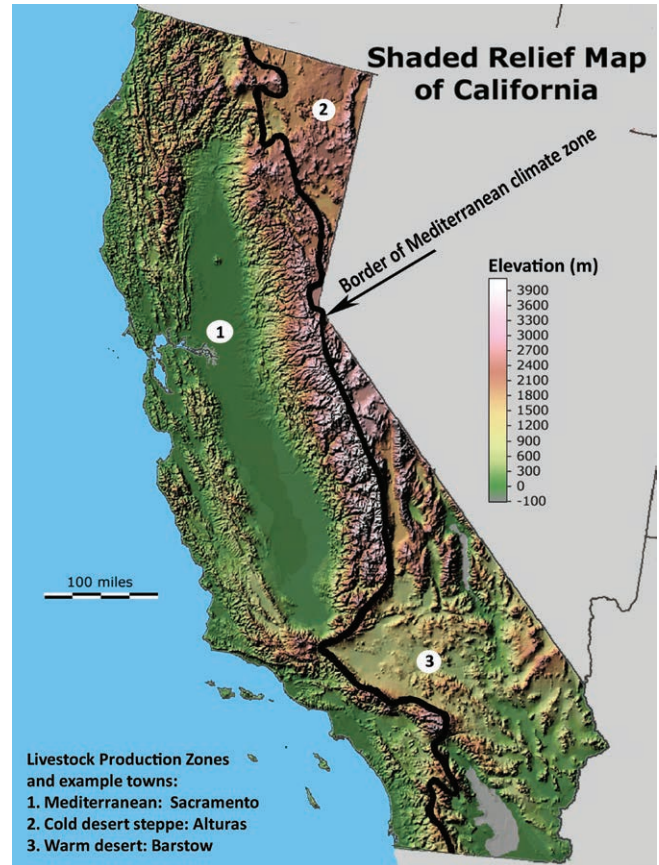 Shaded Relief Map
of California
2
Border of Mediterranean climate zone
Elevation (m)
3900
3600
3000
2700
2400
2100
1800
1500
1200
900
600
300
0
-100
1
100 miles
3
Livestock Production Zones
and example towns:
1. Mediterranean: Sacramento
2. Cold desert steppe: Alturas
3. Warm desert: Barstow